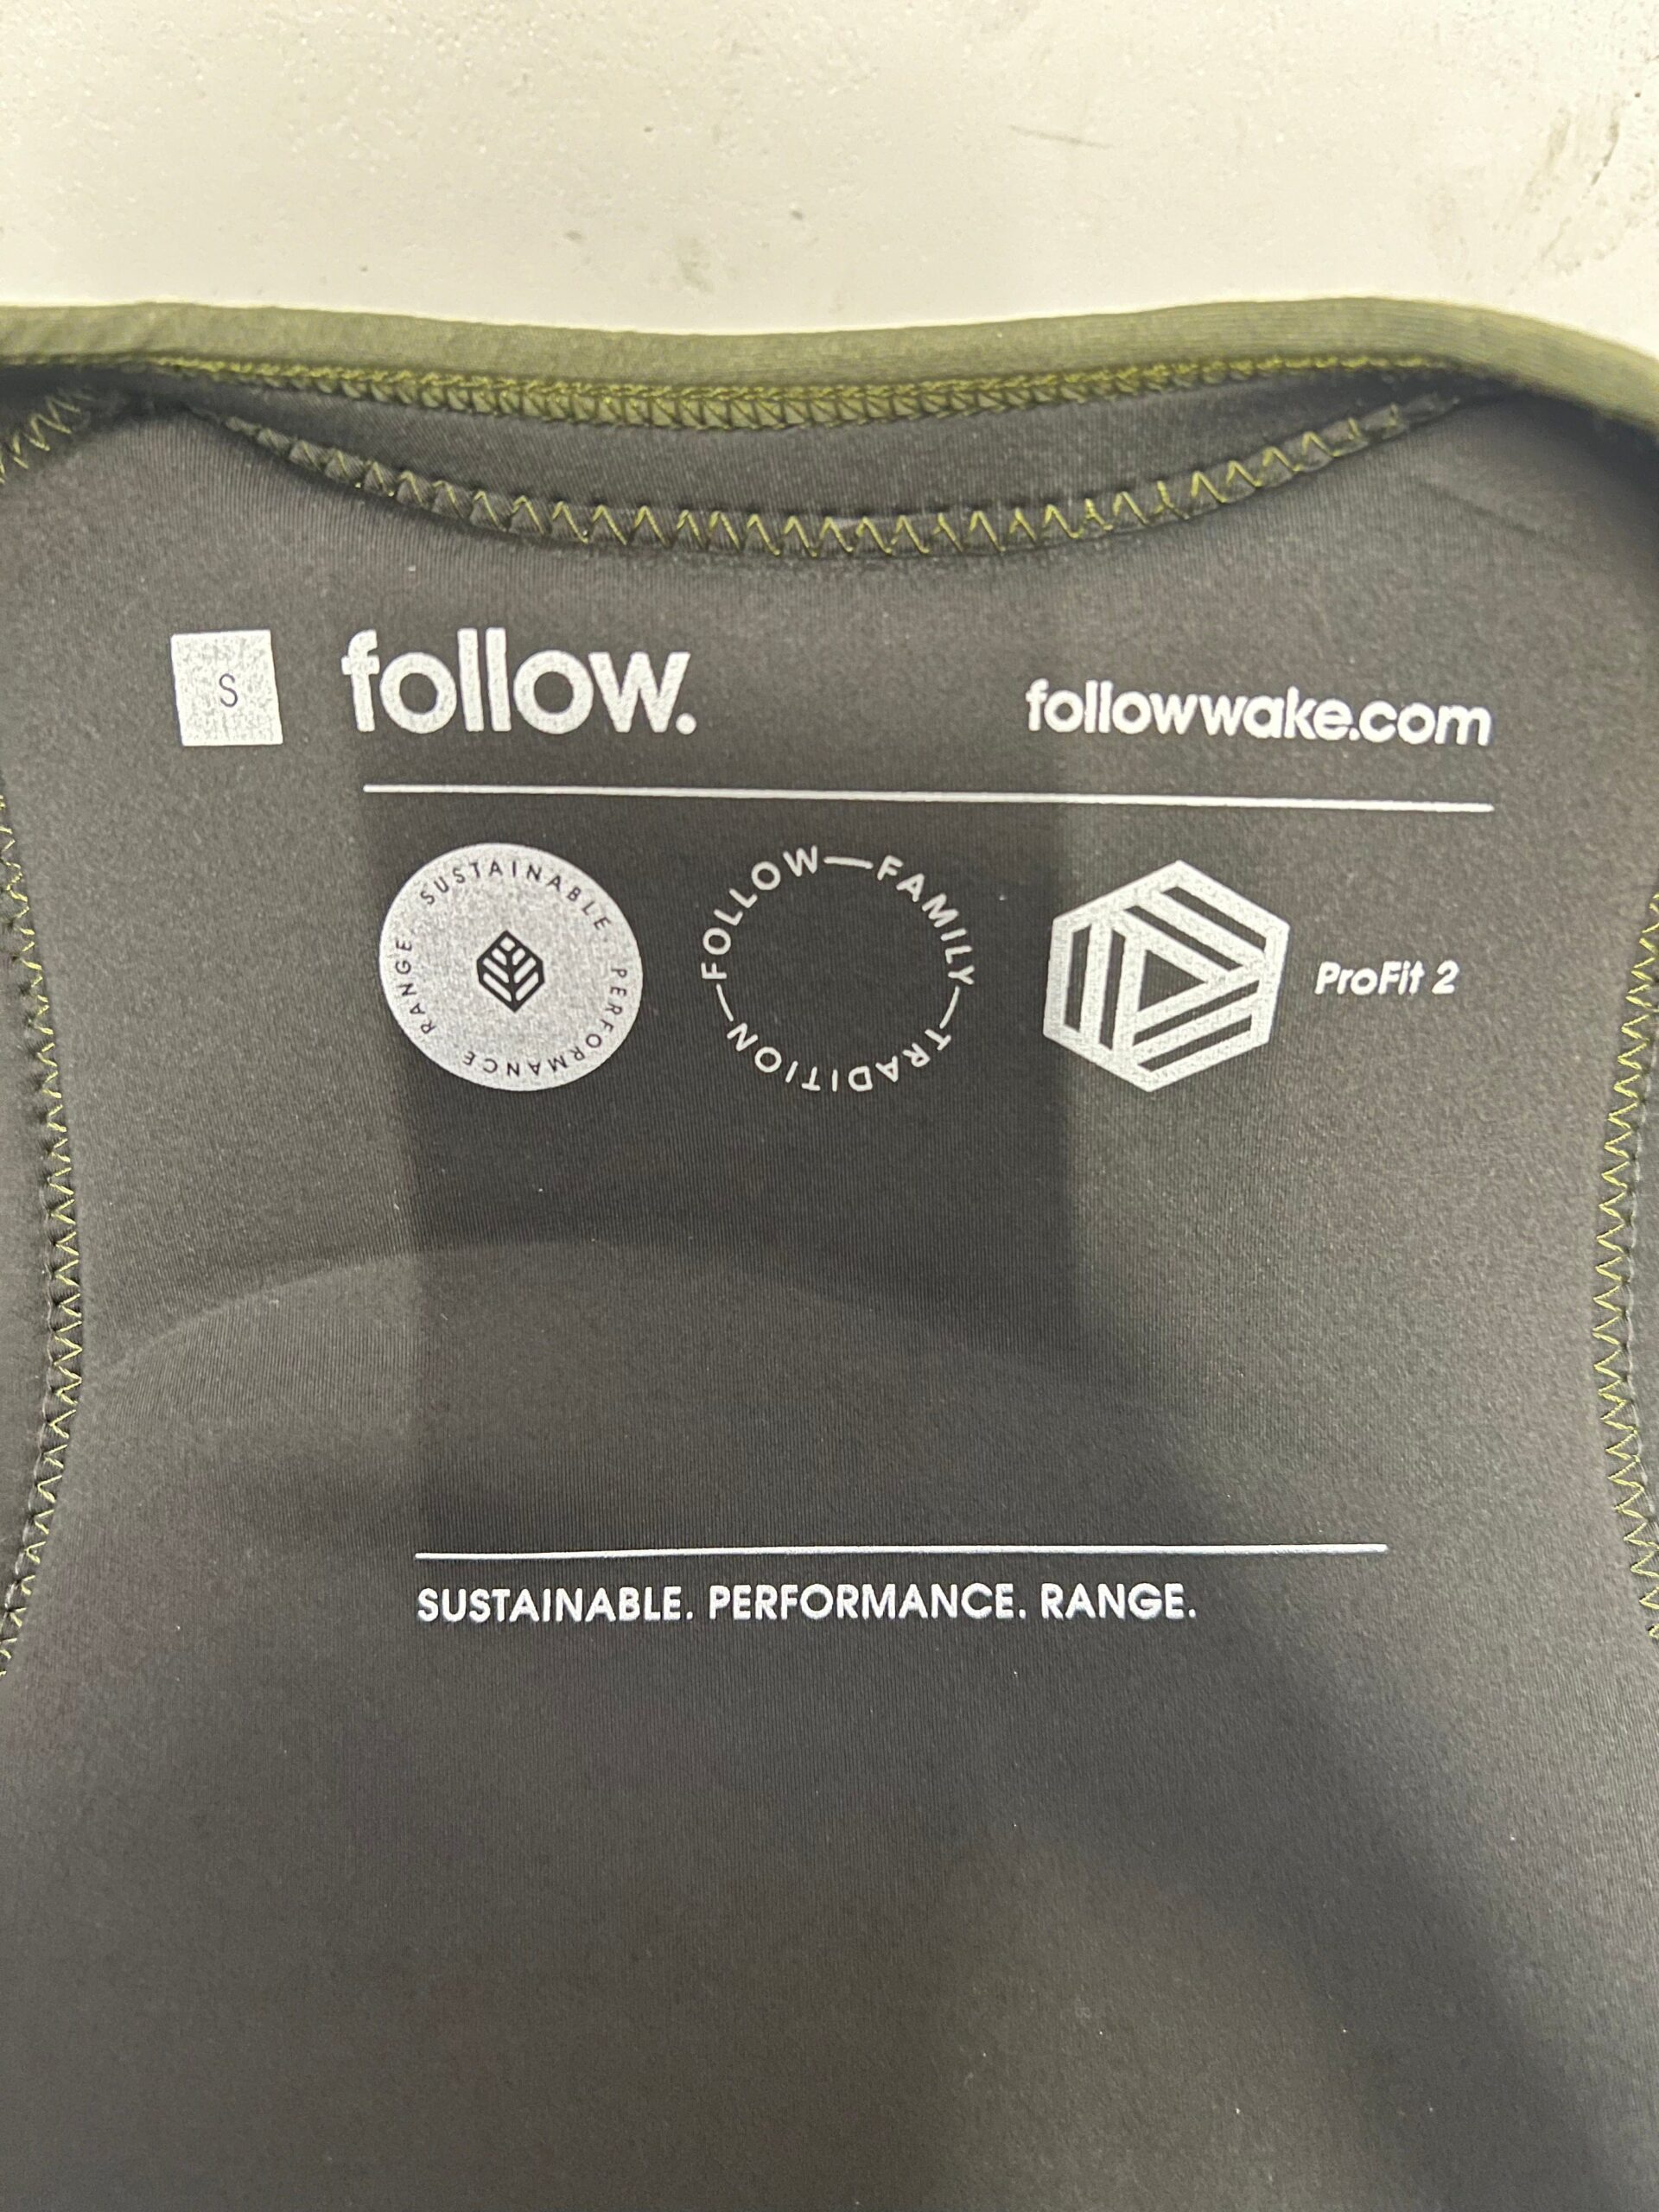 S
follow.
followwake.com
SUSTAINABLE. PERFORMANCE. RANGE.
FOLLOW—FAMILY—TRADITION—
ProFit 2
SUSTAINABLE. PERFORMANCE. RANGE.